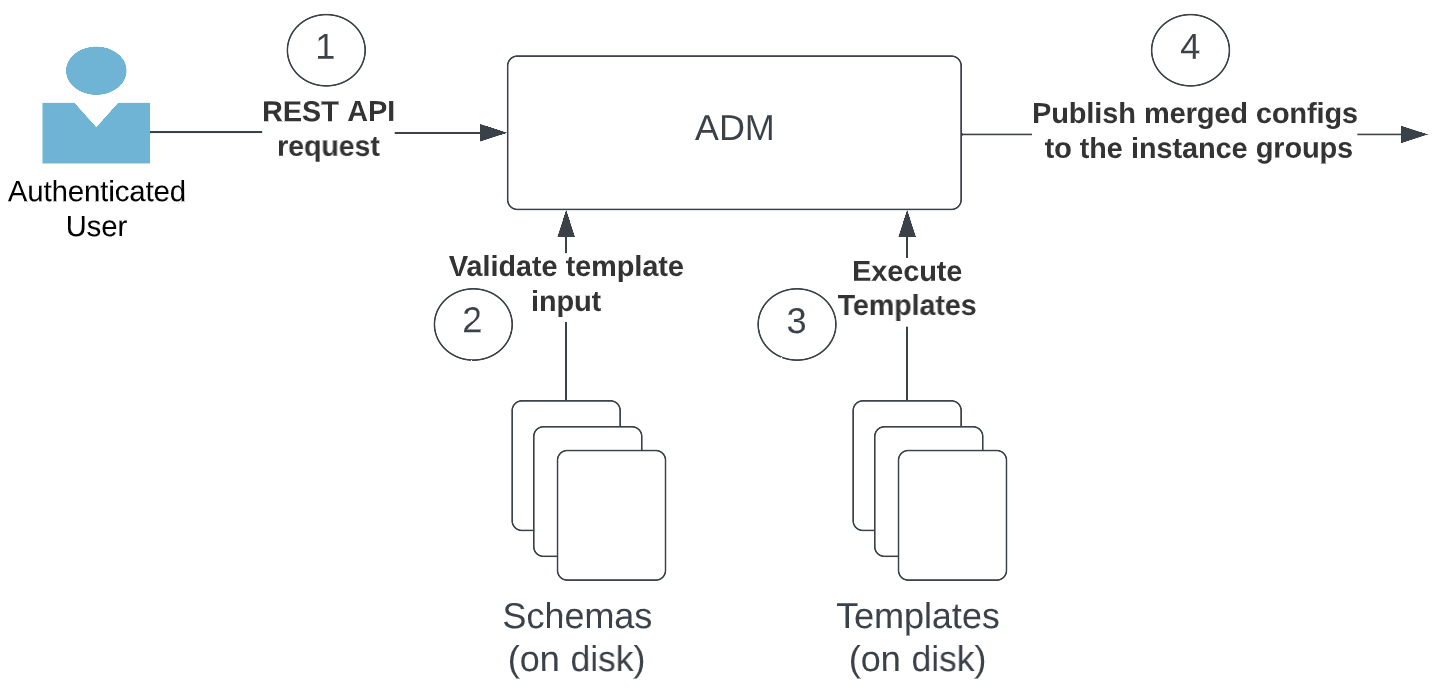 1
REST API
request
Authenticated
User
ADM
4
Publish merged configs
to the instance groups
Validate template
input
2
Execute
Templates
3
Schemas
(on disk)
Templates
(on disk)